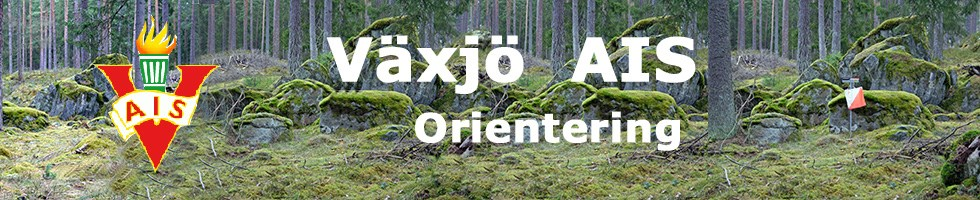 AIS
Växjö AIS
Orientering